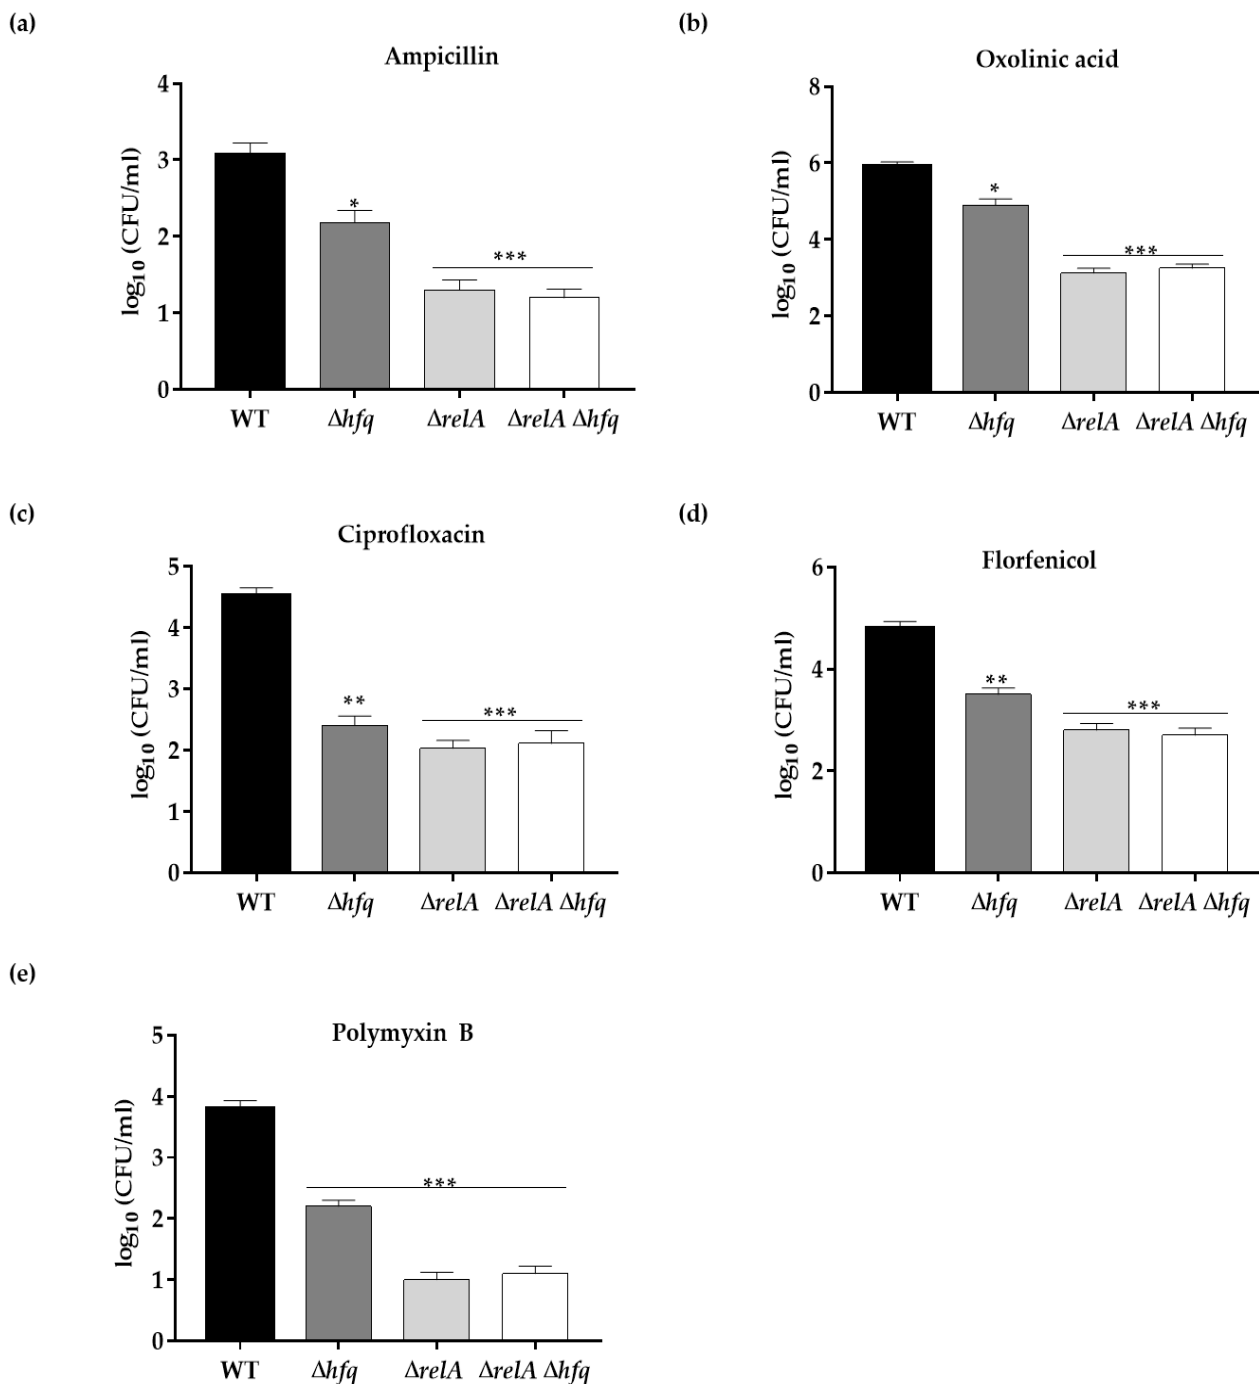 (a)
Ampicillin
log10 (CFU/ml)
4
3
2
1
0
*
***
WT
Δhfq
ΔrelA
ΔrelA Δhfq
(b)
Oxolinic acid
log10 (CFU/ml)
8
6
4
2
0
*
***
WT
Δhfq
ΔrelA
ΔrelA Δhfq
(c)
Ciprofloxacin
log10 (CFU/ml)
5
4
3
2
1
0
**
***
WT
Δhfq
ΔrelA
ΔrelA Δhfq
(d)
Florfenicol
log10 (CFU/ml)
6
4
2
0
**
***
WT
Δhfq
ΔrelA
ΔrelA Δhfq
(e)
Polymyxin B
log10 (CFU/ml)
5
4
3
2
1
0
***
WT
Δhfq
ΔrelA
ΔrelA Δhfq